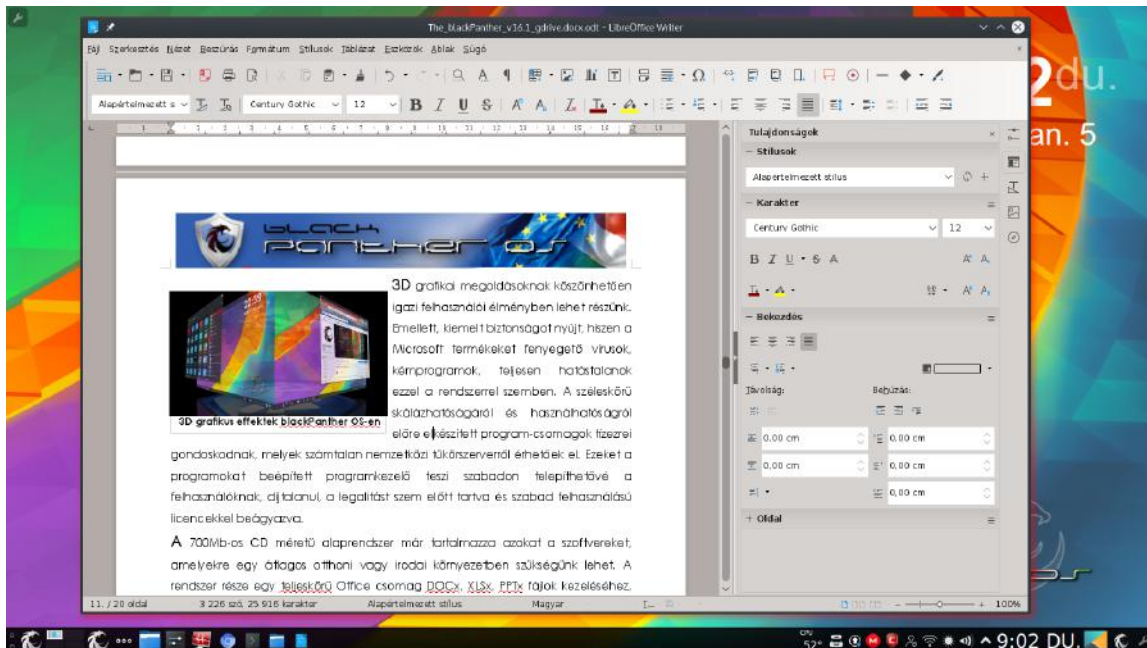 The_blackPanther_v16.1_gdrive.docx.odt - LibreOffice Writer
Fájl Szerkesztés Nézet Beszúrás Formátum Stílusok Táblázat Eszközök Ablak Súgó
Century Gothic 12
2du.
an. 5
Tulajdonságok
Stílusok
Alapértelmezett stílus
Karakter
Century Gothic 12
Bekezdés
Távolság: Behúzás:
0,00 cm 0,00 cm
0,00 cm 0,00 cm
0,00 cm
Oldal
black
Panther OS
3D grafikai megoldásoknak köszönhetően
igazi felhasználói élményben lehet részünk.
Emellett, kiemelt biztonságot nyújt, hiszen a
Microsoft termékeket fenyegető vírusok,
kémprogramok, teljesen hatástalanok
ezzel a rendszerrel szemben. A széleskörű
skálázhatóságáról és használhatóságról
előre elkészített program-csomagok tízezrei
3D grafikus effektek blackPanther OS-en
gondoskodnak, melyek számtalan nemzetközi tükörszerverről érhetőek el. Ezeket a
programokat beépített programkezelő teszi szabadon telepíthetővé a
felhasználóknak, díjtalanul, a legalitást szem előtt tartva és szabad felhasználású
licencekkel beágyazva.
A 700Mb-os CD méretű alaprendszer már tartalmazza azokat a szoftvereket,
amelyekre egy átlagos otthoni vagy irodai környezetben szükségünk lehet. A
rendszer része egy teljeskörű Office csomag DOCx, XLSx, PPTx fájlok kezeléséhez,
11. / 20 oldal 3 226 szó, 25 916 karakter Alapértelmezett stílus Magyar 100%
CPU
52°
9:02 DU.